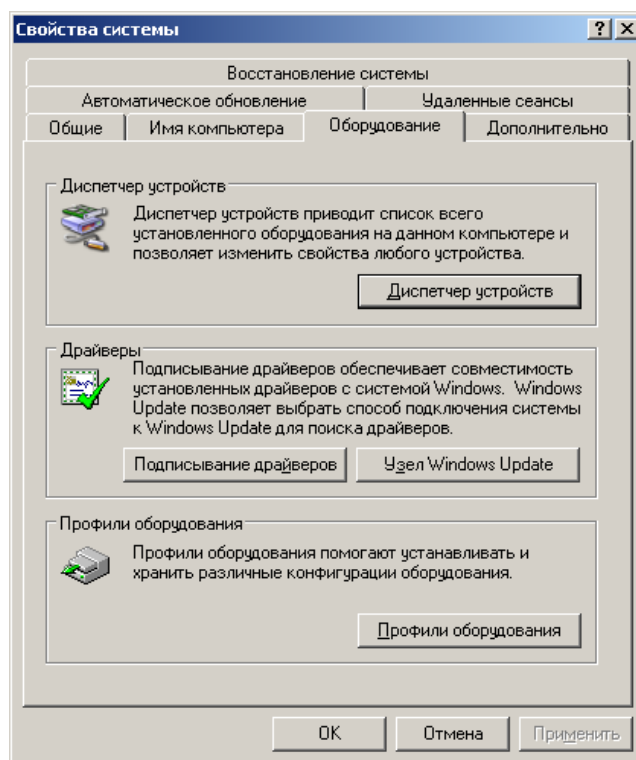 Свойства системы
Восстановление системы
Автоматическое обновление Удаленные сеансы
Общие Имя компьютера Оборудование Дополнительно
Диспетчер устройств
Диспетчер устройств приводит список всего
установленного оборудования на данном компьютере и
позволяет изменить свойства любого устройства.
Диспетчер устройств
Драйверы
Подписывание драйверов обеспечивает совместимость
установленных драйверов с системой Windows. Windows
Update позволяет выбрать способ подключения системы
к Windows Update для поиска драйверов.
Подписывание драйверов Узел Windows Update
Профили оборудования
Профили оборудования помогают устанавливать и
хранить различные конфигурации оборудования.
Профили оборудования
OK Отмена Применить